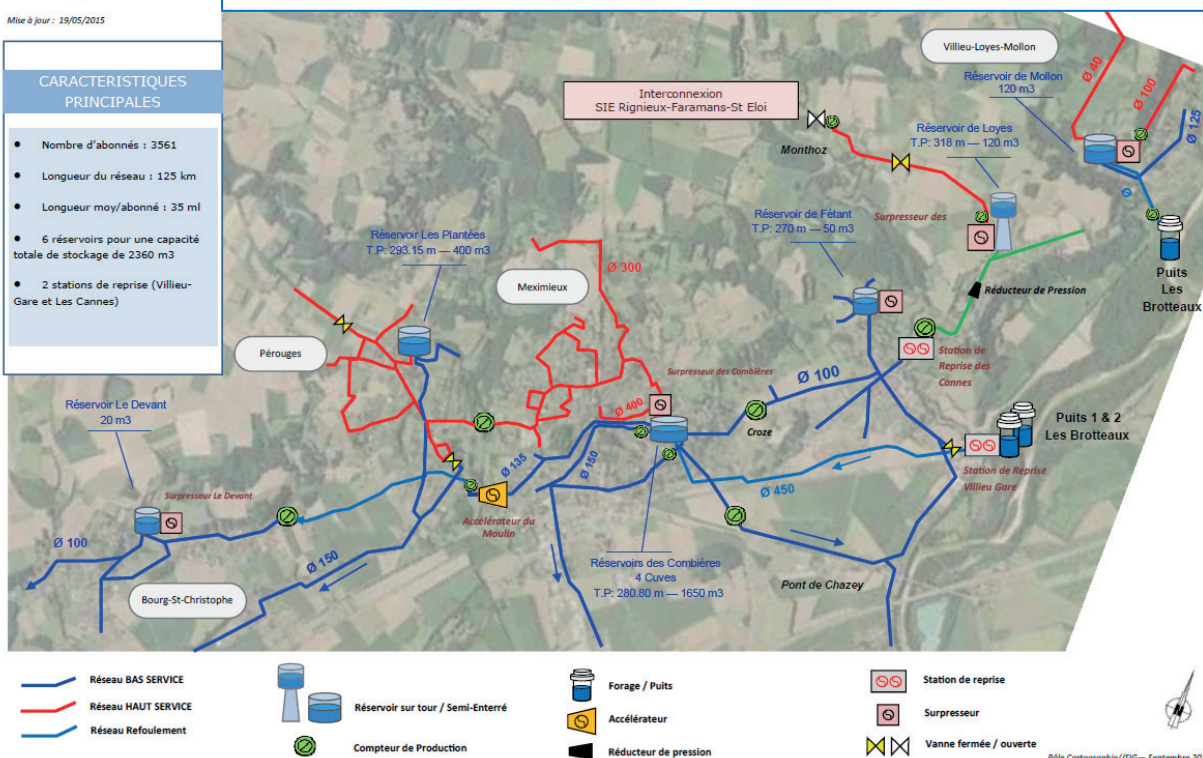 Mise à jour : 19/05/2015
CARACTERISTIQUES
PRINCIPALES
• Nombre d'abonnés : 3561
• Longueur du réseau : 125 km
• Longueur moy/abonné : 35 ml
• 6 réservoirs pour une capacité
totale de stockage de 2360 m3
• 2 stations de reprise (Villieu-
Gare et Les Cannes)
Interconnexion
SIE Rignieux-Faramans-St Eloi
Villieu-Loyes-Mollon
Réservoir de Mollon
120 m3
Ø 40
Ø 100
Ø 125
Ø
Monthoz
Réservoir de Loyes
T.P: 318 m — 120 m3
Surpresseur des
Puits
Les
Brotteaux
Réservoir de Fétant
T.P: 270 m — 50 m3
Réducteur de Pression
Réservoir Les Plantées
T.P: 293.15 m — 400 m3
Meximieux
Ø 300
Pérouges
Station de
Reprise des
Cannes
Surpresseur des Combières
Ø 100
Ø 400
Croze
Réservoir Le Devant
20 m3
Puits 1 & 2
Les Brotteaux
Station de Reprise
Villieu Gare
Ø 135
Ø 150
Ø 450
Surpresseur Le Devant
Accélérateur du
Moulin
Ø 100
Ø 150
Réservoirs des Combières
4 Cuves
T.P: 280.80 m — 1650 m3
Pont de Chazey
Bourg-St-Christophe
Réseau BAS SERVICE
Réseau HAUT SERVICE
Réseau Refoulement
Réservoir sur tour / Semi-Enterré
Compteur de Production
Forage / Puits
Accélérateur
Réducteur de pression
Station de reprise
Surpresseur
Vanne fermée / ouverte
Pôle Cartographie//SIG— Septembre 20